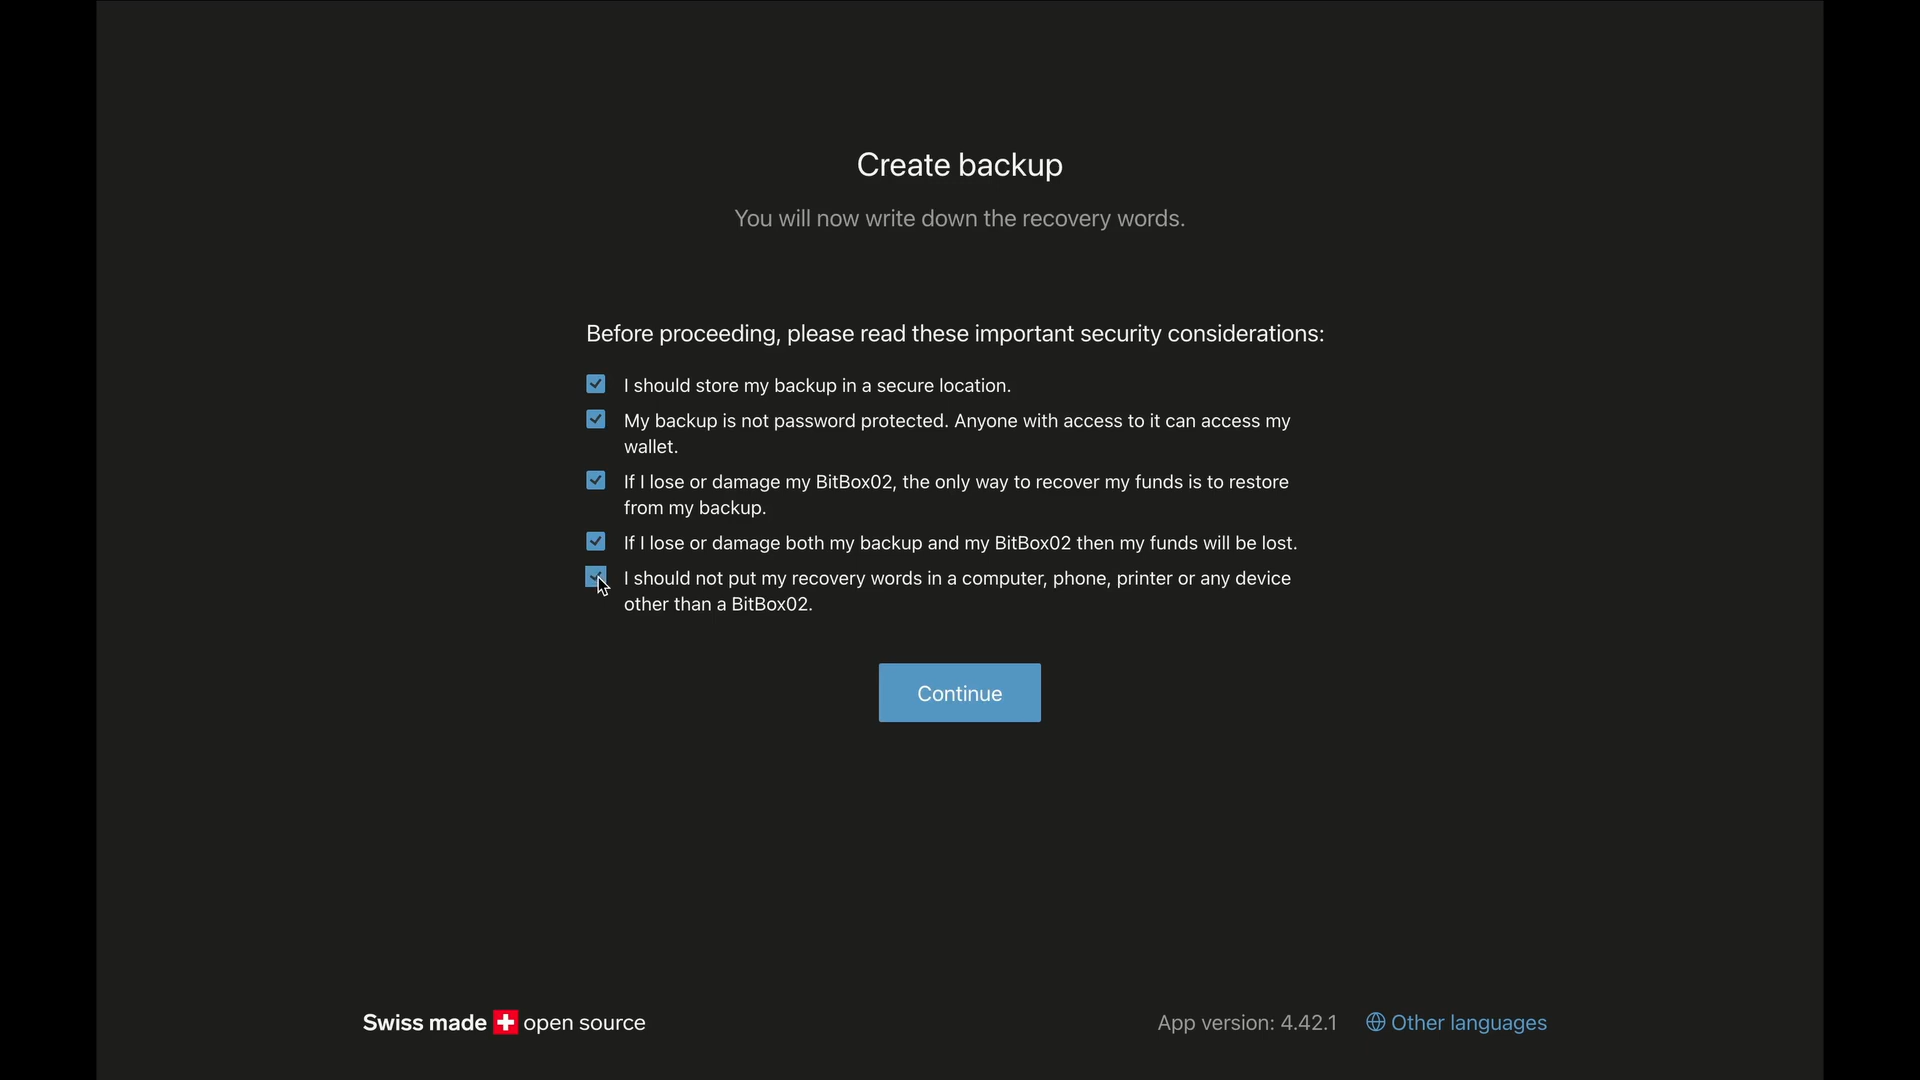 Create backup
You will now write down the recovery words.
Before proceeding, please read these important security considerations:
I should store my backup in a secure location.
My backup is not password protected. Anyone with access to it can access my
wallet.
If I lose or damage my BitBox02, the only way to recover my funds is to restore
from my backup.
If I lose or damage both my backup and my BitBox02 then my funds will be lost.
I should not put my recovery words in a computer, phone, printer or any device
other than a BitBox02.
Continue
Swiss made open source
App version: 4.42.1
Other languages